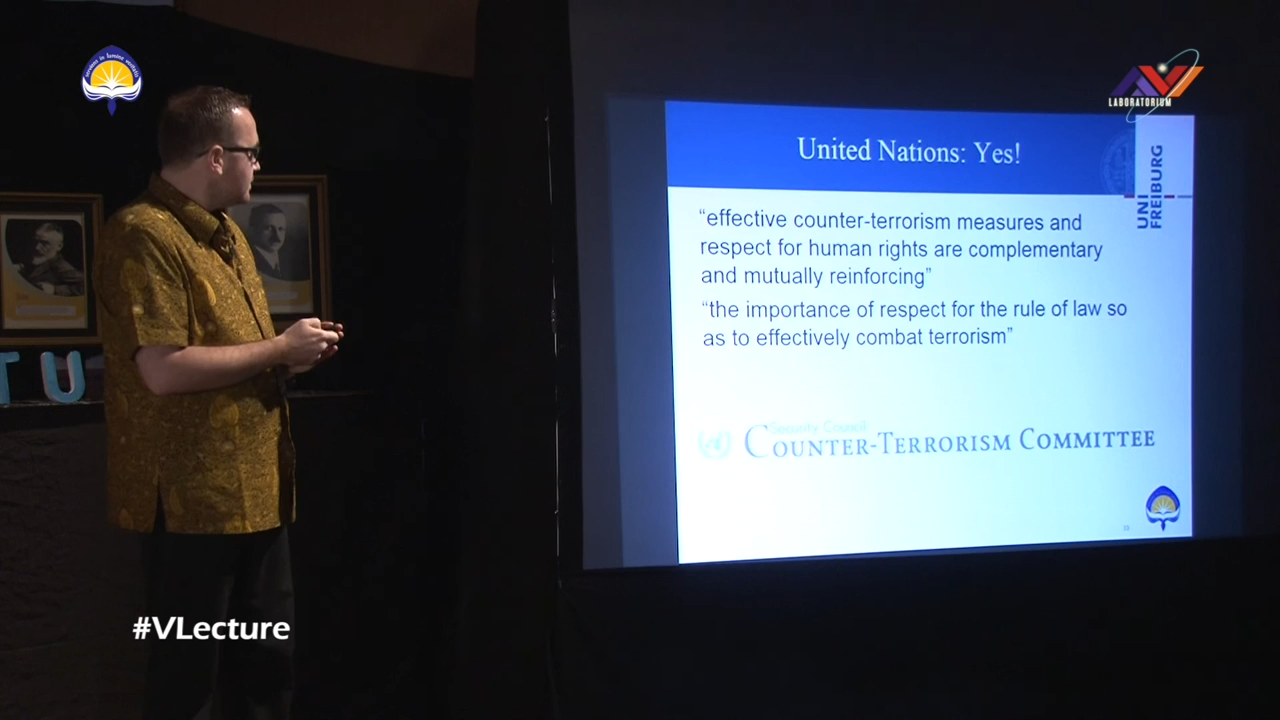 LABORATORIUM
United Nations: Yes!
UNI
FREIBURG
“effective counter-terrorism measures and
respect for human rights are complementary
and mutually reinforcing”
“the importance of respect for the rule of law so
as to effectively combat terrorism”
Security Council
COUNTER-TERRORISM COMMITTEE
T U
#VLecture